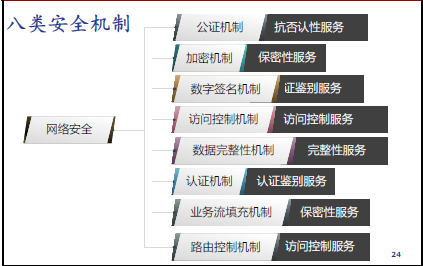 八类安全机制
公证机制 抗否认性服务
加密机制 保密性服务
数字签名机制 证鉴别服务
网络安全
访问控制机制 访问控制服务
数据完整性机制 完整性服务
认证机制 认证鉴别服务
业务流填充机制 保密性服务
路由控制机制 访问控制服务
24